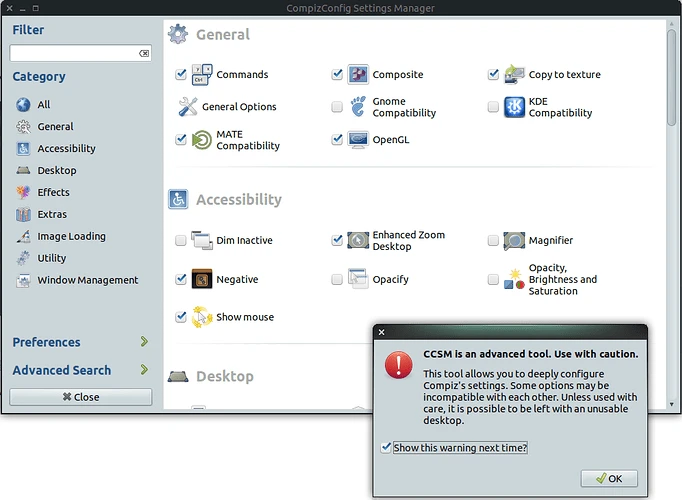 CompizConfig Settings Manager
Filter
Category
All
General
Accessibility
Desktop
Effects
Extras
Image Loading
Utility
Window Management
Preferences
Advanced Search
Close
General
Commands
Composite
Copy to texture
General Options
Gnome
Compatibility
KDE
Compatibility
MATE
Compatibility
OpenGL
Accessibility
Dim Inactive
Enhanced Zoom
Desktop
Magnifier
Negative
Opacify
Opacity,
Brightness and
Saturation
Show mouse
Desktop
CCSM is an advanced tool. Use with caution.
This tool allows you to deeply configure
Compiz's settings. Some options may be
incompatible with each other. Unless used with
care, it is possible to be left with an unusable
desktop.
Show this warning next time?
OK